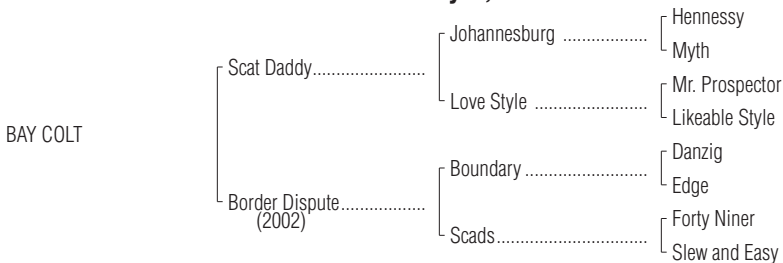 Hennessy
Johannesburg ..................
Myth
Scat Daddy.......................
Mr. Prospector
Love Style .......................
Likeable Style
BAY COLT
Danzig
Boundary .........................
Edge
Border Dispute.................
(2002)
Forty Niner
Scads...............................
Slew and Easy